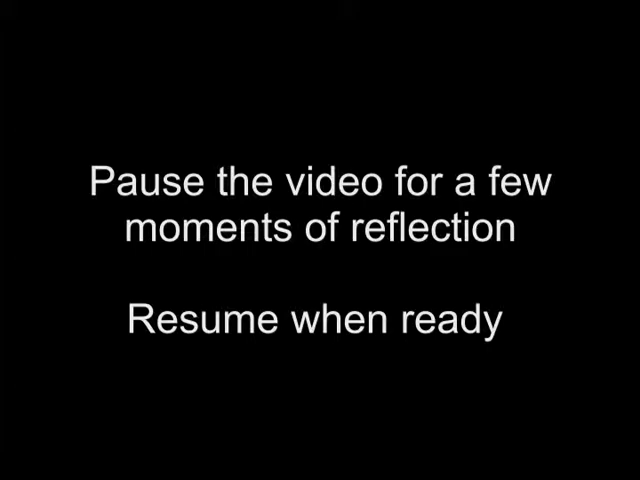 Pause the video for a few
moments of reflection
Resume when ready